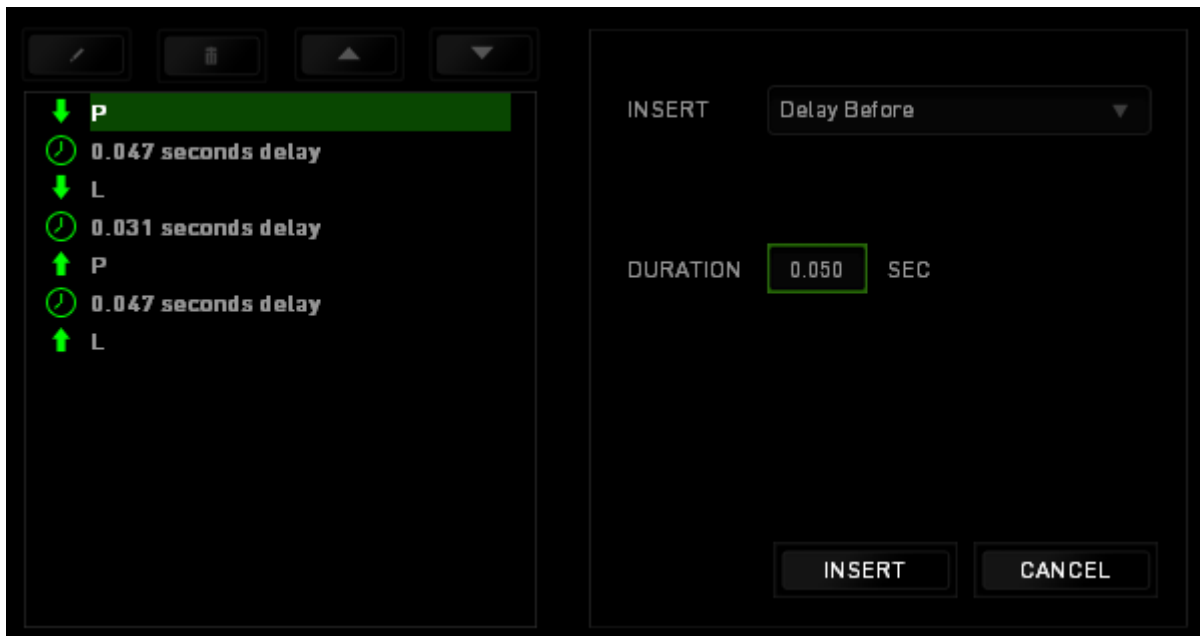 P
0.047 seconds delay
L
0.031 seconds delay
P
0.047 seconds delay
L
INSERT Delay Before
DURATION 0.050 SEC
INSERT CANCEL